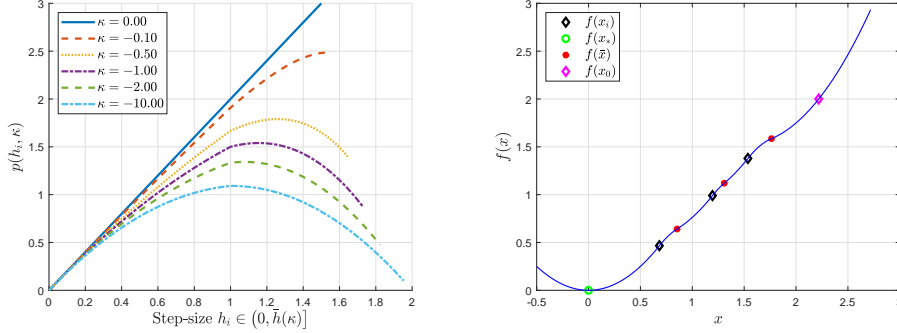 3
2.5
2
1.5
1
0.5
0
p(h_i, κ)
κ = 0.00
κ = −0.10
κ = −0.50
κ = −1.00
κ = −2.00
κ = −10.00
0 0.2 0.4 0.6 0.8 1 1.2 1.4 1.6 1.8 2
Step-size h_i ∈ (0, h̄(κ)]
3
2.5
2
1.5
1
0.5
0
f(x)
f(x_i)
f(x_*)
f(x̄)
f(x_0)
-0.5 0 0.5 1 1.5 2 2.5 3
x